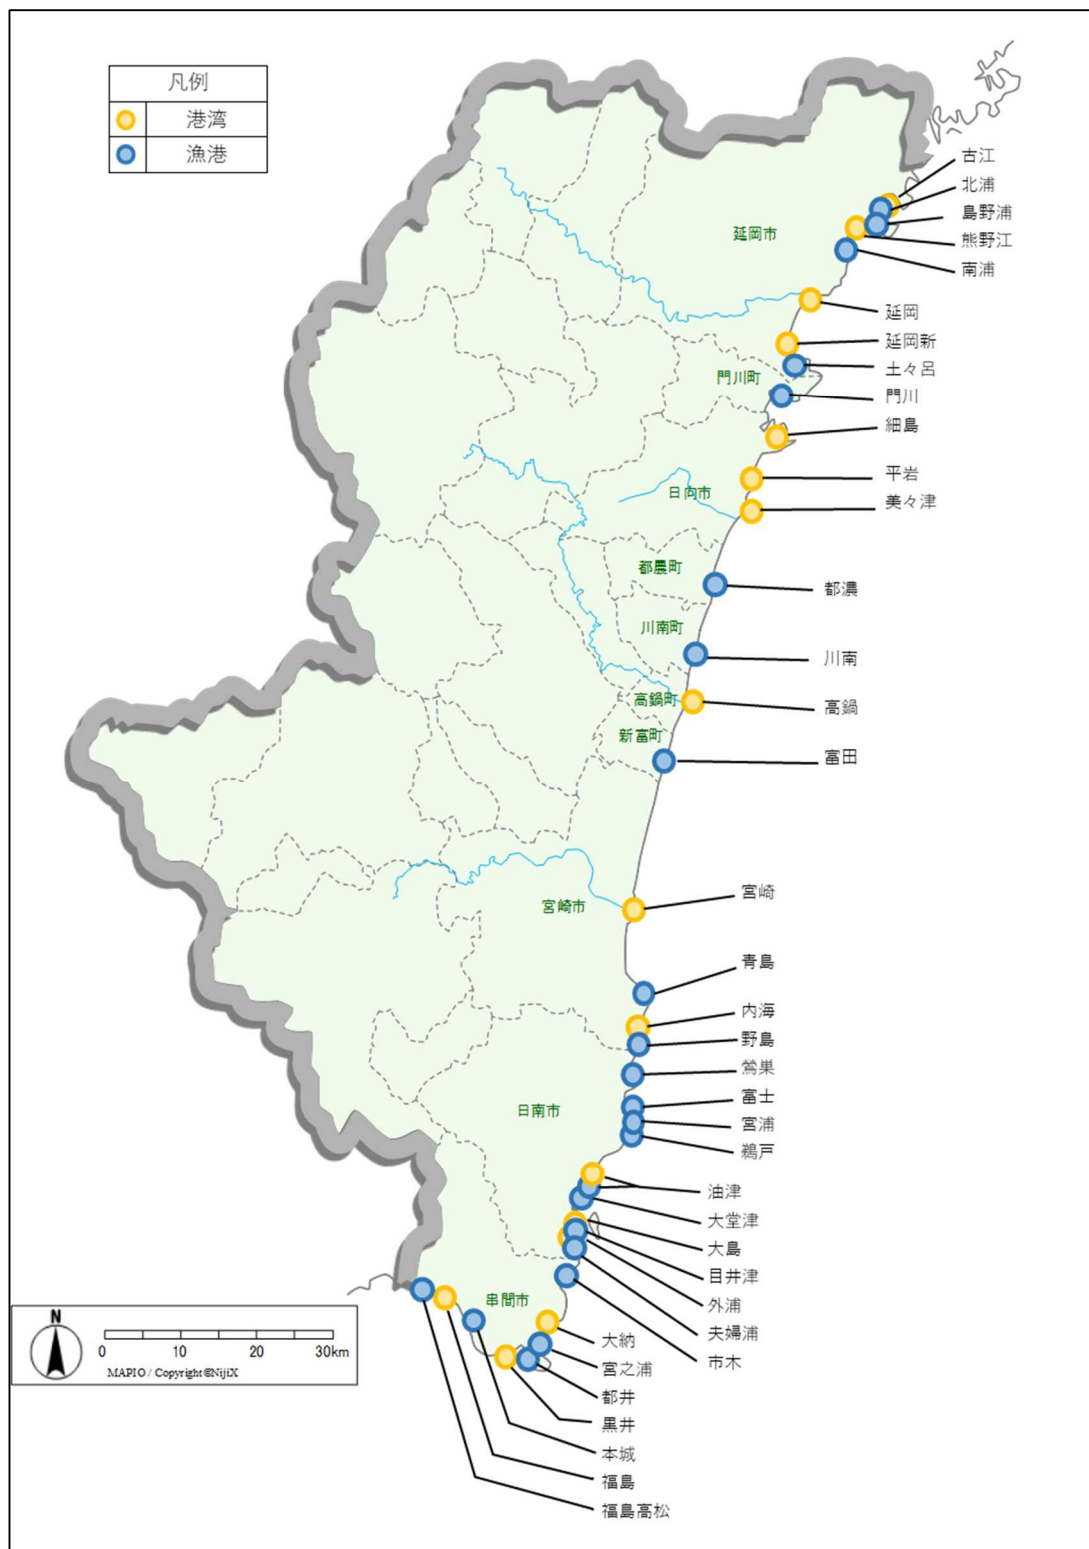 凡例
港湾
漁港
古江
北浦
島野浦
熊野江
南浦
延岡市
延岡
延岡新
土々呂
門川町
門川
細島
平岩
日向市
美々津
都農町
都濃
川南町
川南
高鍋町
高鍋
新富町
富田
宮崎市
宮崎
青島
内海
野島
鶯巣
富士
日南市
宮浦
鵜戸
油津
大堂津
大島
目井津
外浦
夫婦浦
市木
串間市
大納
宮之浦
都井
黒井
本城
福島
福島高松
N
0 10 20 30km
MAPIO / Copyright©NijiX